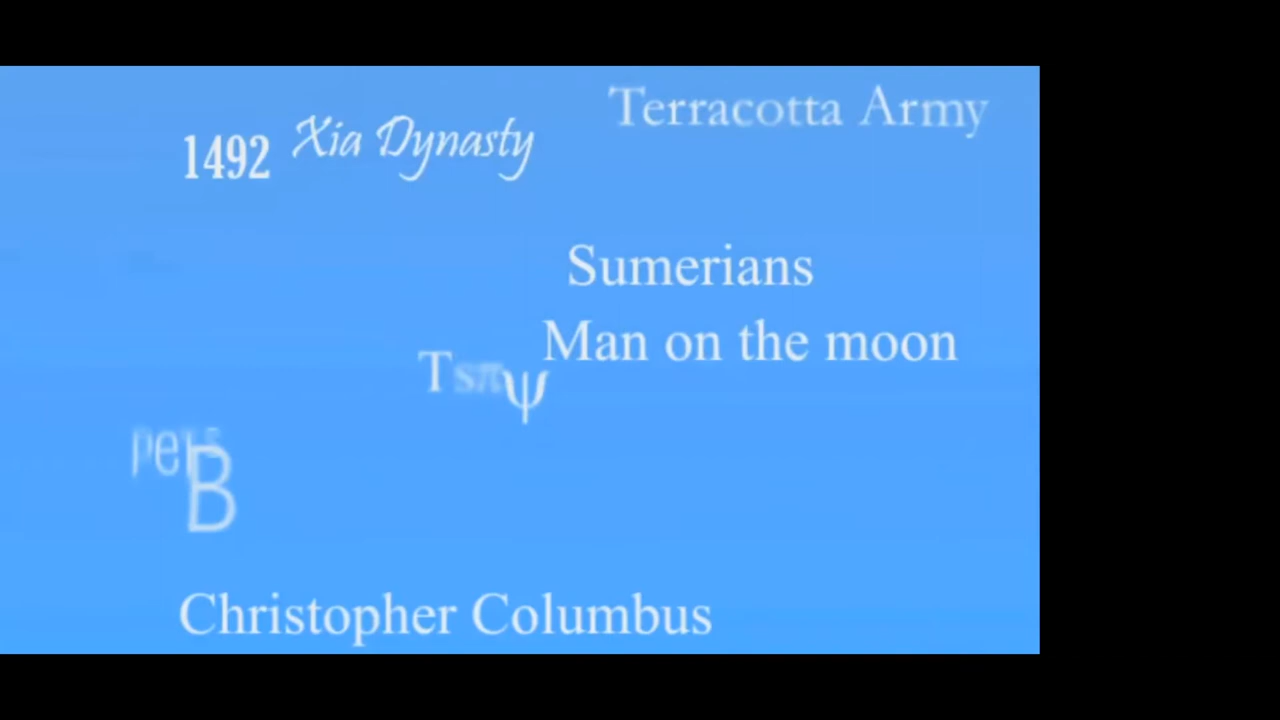 Terracotta Army
1492 Xia Dynasty
Sumerians
Man on the moon
ψ
B
Christopher Columbus